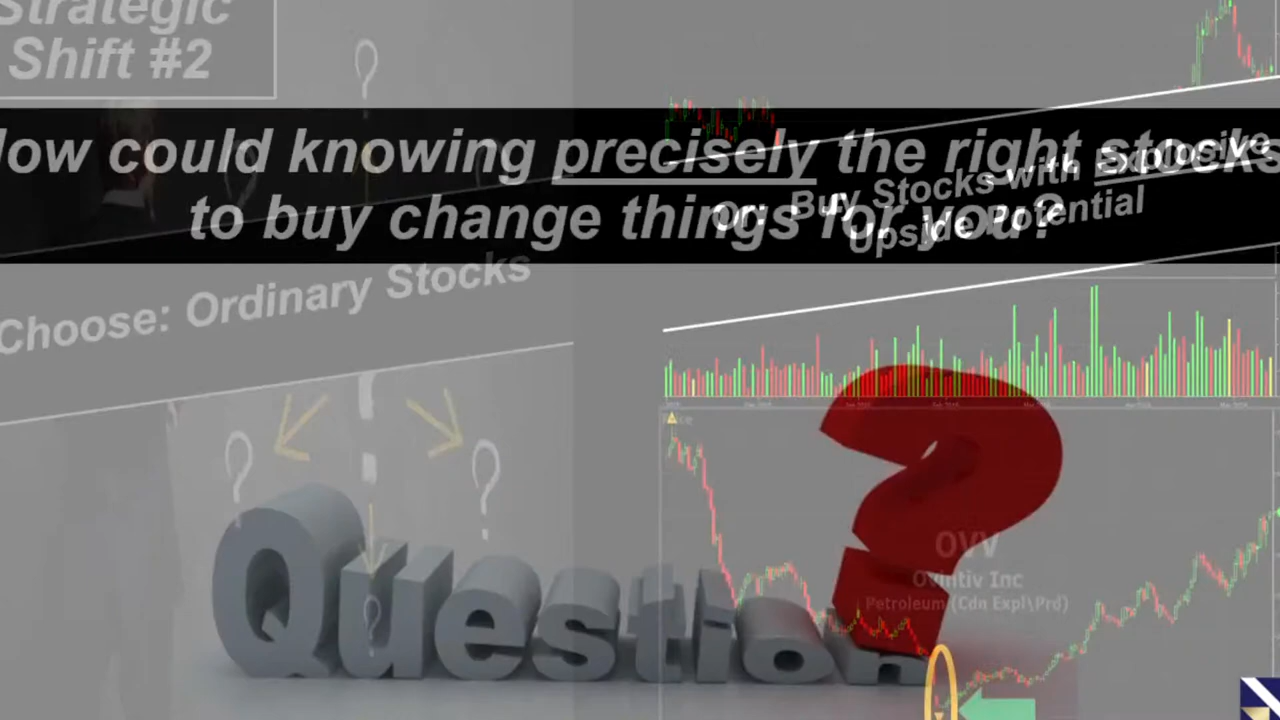 Strategic
Shift #2
How could knowing precisely the right stocks
to buy change things for you?
Or: Buy Stocks with Explosive
Upside Potential
Choose: Ordinary Stocks
OVV
Ovintiv Inc
Petroleum (Cdn Expl\Prd)
Question